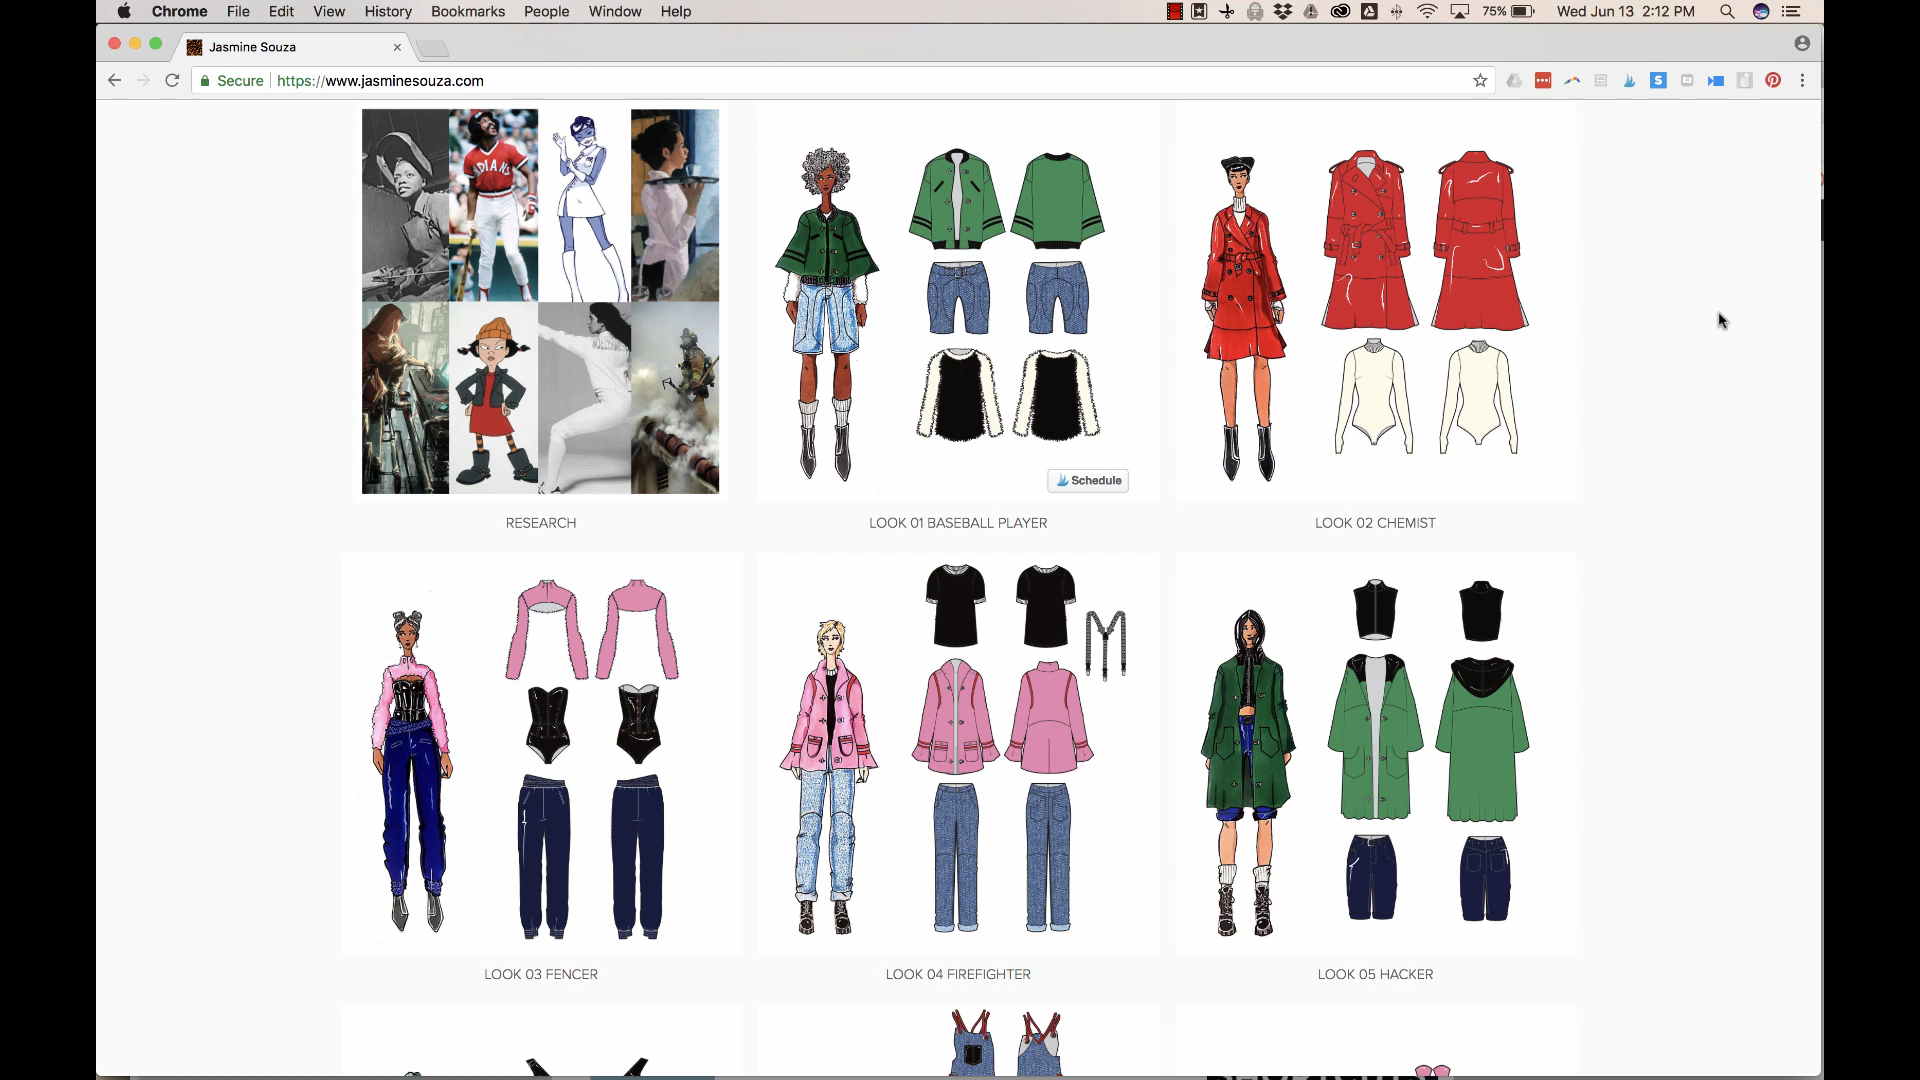 Chrome File Edit View History Bookmarks People Window Help 75% Wed Jun 13 2:12 PM
Jasmine Souza
Secure https://www.jasminesouza.com
INDIANS
Schedule
RESEARCH LOOK 01 BASEBALL PLAYER LOOK 02 CHEMIST
LOOK 03 FENCER LOOK 04 FIREFIGHTER LOOK 05 HACKER